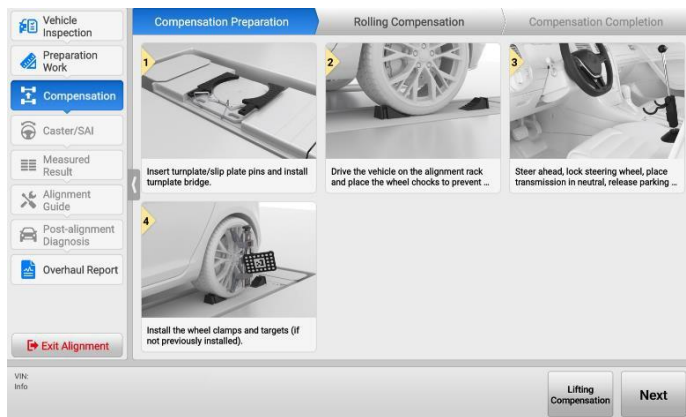 Vehicle
Inspection
Preparation
Work
Compensation
Caster/SAI
Measured
Result
Alignment
Guide
Post-alignment
Diagnosis
Overhaul Report
Exit Alignment
Compensation Preparation
Rolling Compensation
Compensation Completion
1
Insert turnplate/slip plate pins and install
turnplate bridge.
2
Drive the vehicle on the alignment rack
and place the wheel chocks to prevent ...
3
Steer ahead, lock steering wheel, place
transmission in neutral, release parking ...
4
Install the wheel clamps and targets (if
not previously installed).
VIN:
Info
Lifting
Compensation
Next